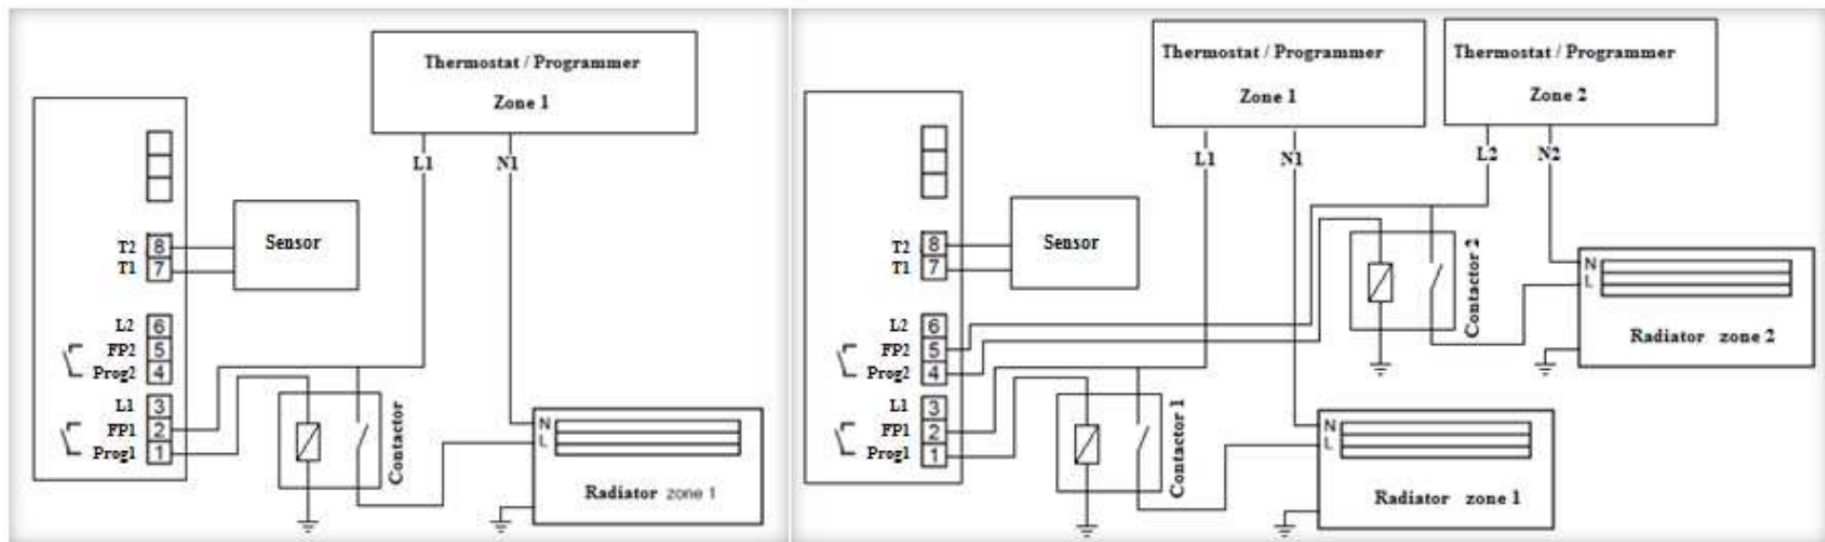 Thermostat / Programmer
Zone 1
L1
N1
Sensor
T2 8
T1 7
L2 6
FP2 5
Prog2 4
L1 3
FP1 2
Prog1 1
Contactor
N
L
Radiator zone 1
Thermostat / Programmer
Zone 1
Thermostat / Programmer
Zone 2
L1
N1
L2
N2
Sensor
T2 8
T1 7
L2 6
FP2 5
Prog2 4
L1 3
FP1 2
Prog1 1
Contactor 2
N
L
Radiator zone 2
Contactor 1
N
L
Radiator zone 1